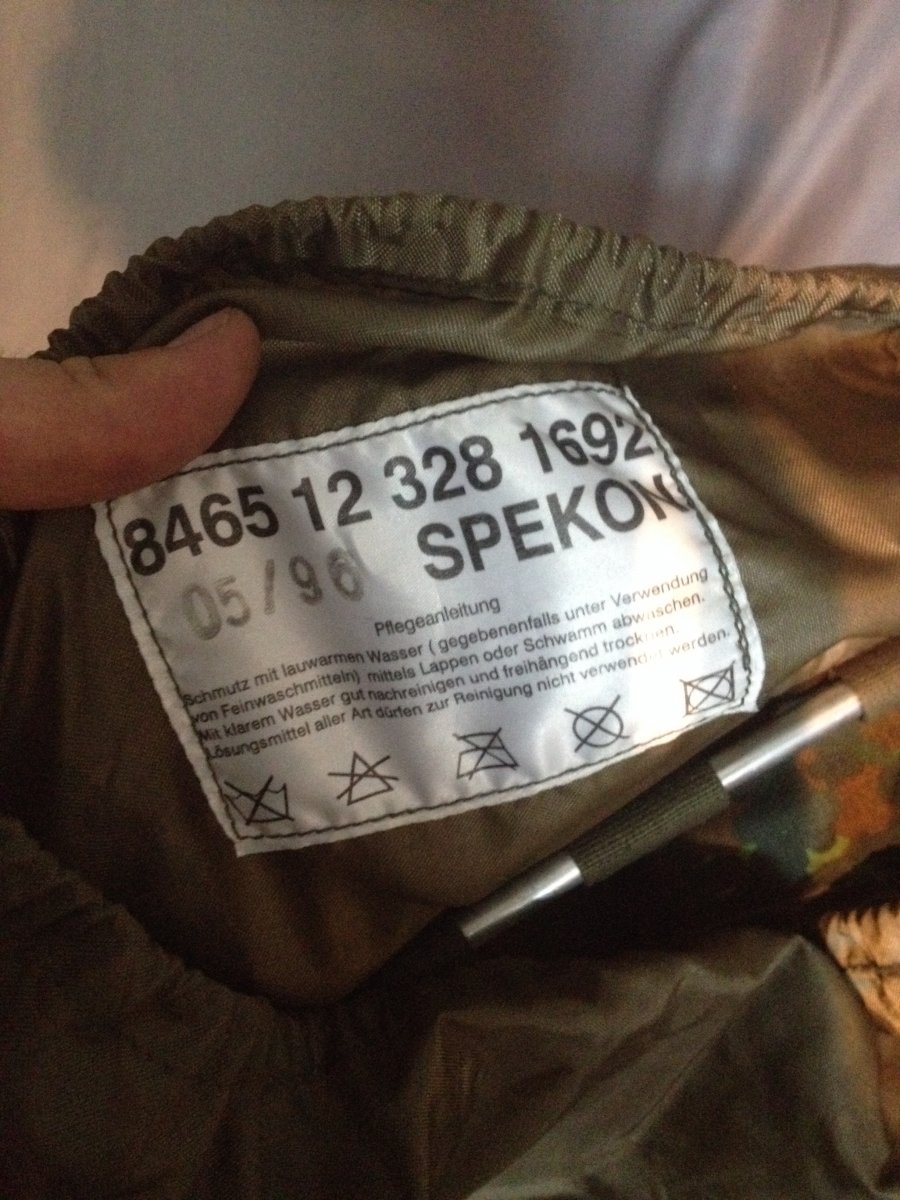 8465 12 328 1692
SPEKON
05/96
Pflegeanleitung
Schmutz mit lauwarmen Wasser ( gegebenenfalls unter Verwendung
von Feinwaschmitteln) mittels Lappen oder Schwamm abwaschen.
Mit klarem Wasser gut nachreinigen und freihängend trocknen.
Lösungsmittel aller Art dürfen zur Reinigung nicht verwendet werden.